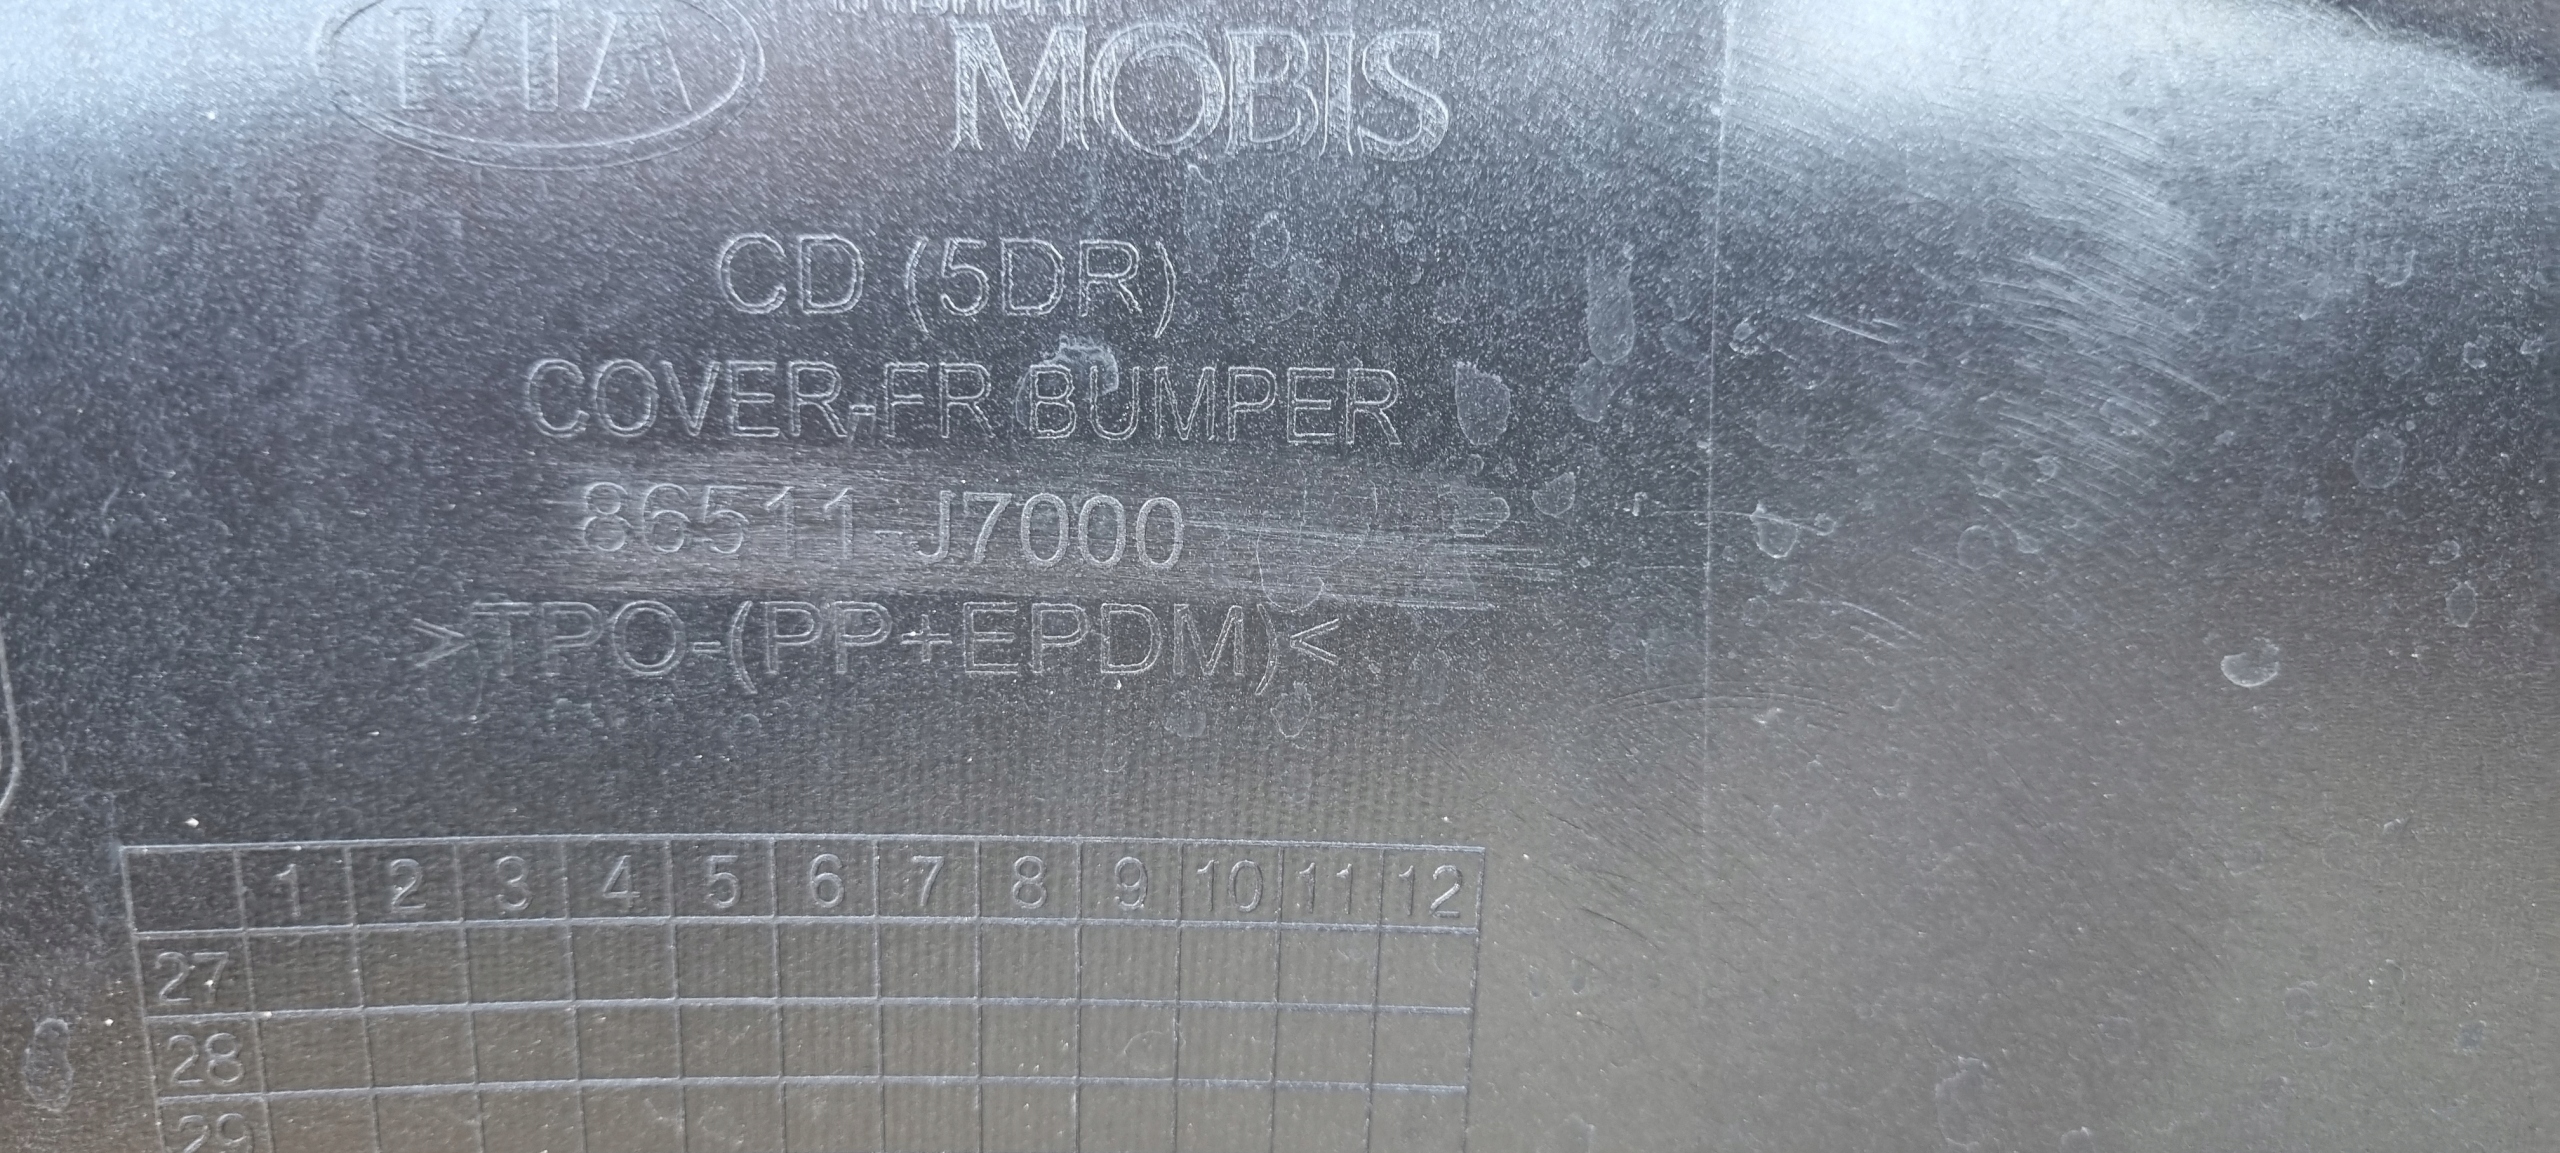 KIA
MOBIS
CD (5DR)
COVER-FR BUMPER
86511-J7000
>TPO-(PP+EPDM)<
1 2 3 4 5 6 7 8 9 10 11 12
27
28
29